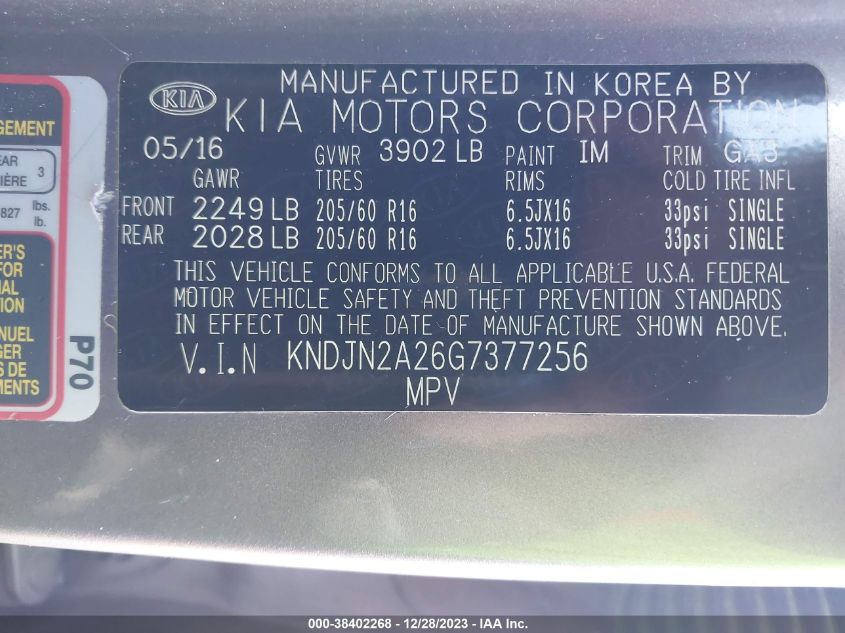 KIA
MANUFACTURED IN KOREA BY
KIA MOTORS CORPORATION
05/16 GVWR 3902 LB PAINT IM TRIM GA3
GAWR TIRES RIMS COLD TIRE INFL
FRONT 2249 LB 205/60 R16 6.5JX16 33psi SINGLE
REAR 2028 LB 205/60 R16 6.5JX16 33psi SINGLE
THIS VEHICLE CONFORMS TO ALL APPLICABLE U.S.A. FEDERAL
MOTOR VEHICLE SAFETY AND THEFT PREVENTION STANDARDS
IN EFFECT ON THE DATE OF MANUFACTURE SHOWN ABOVE.
V.I.N KNDJN2A26G7377256
MPV
3
827 lbs.
lb.
P70
000-38402268 - 12/28/2023 - IAA Inc.